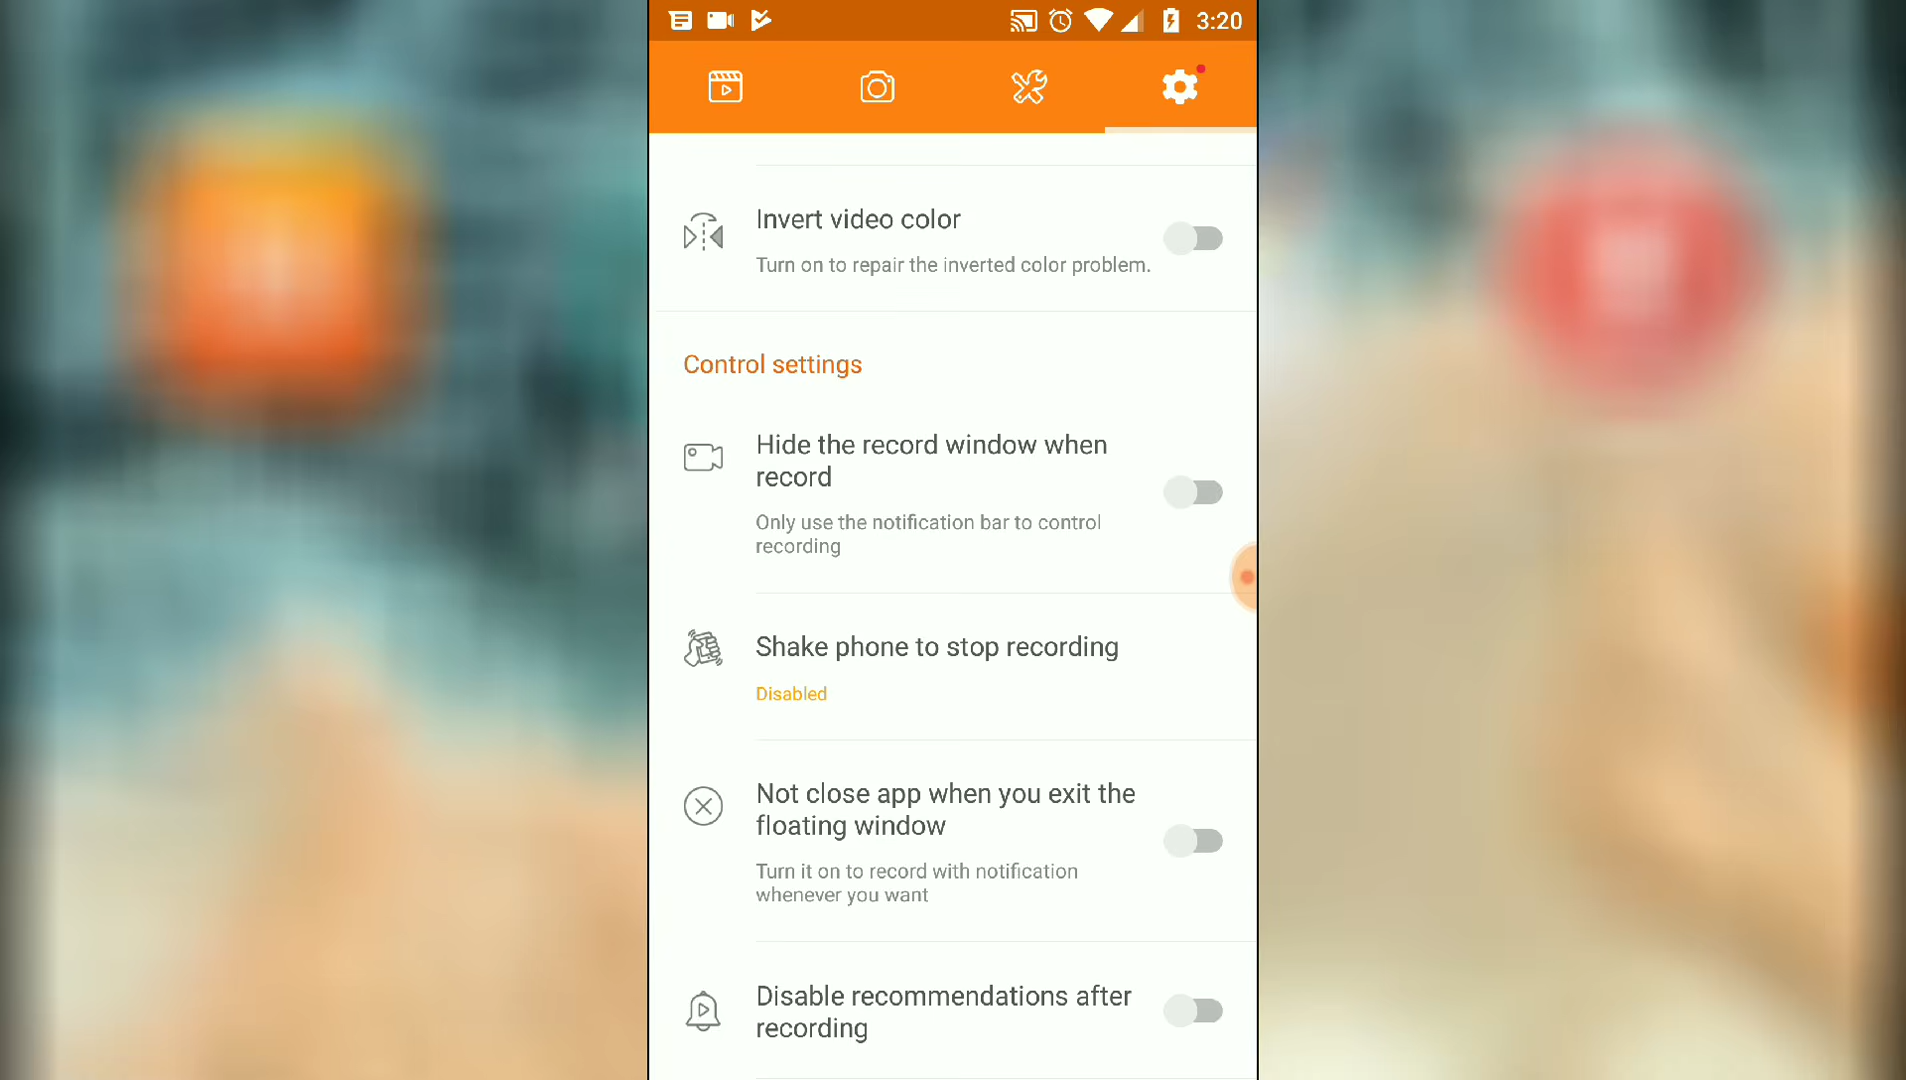 3:20
Invert video color
Turn on to repair the inverted color problem.
Control settings
Hide the record window when
record
Only use the notification bar to control
recording
Shake phone to stop recording
Disabled
Not close app when you exit the
floating window
Turn it on to record with notification
whenever you want
Disable recommendations after
recording